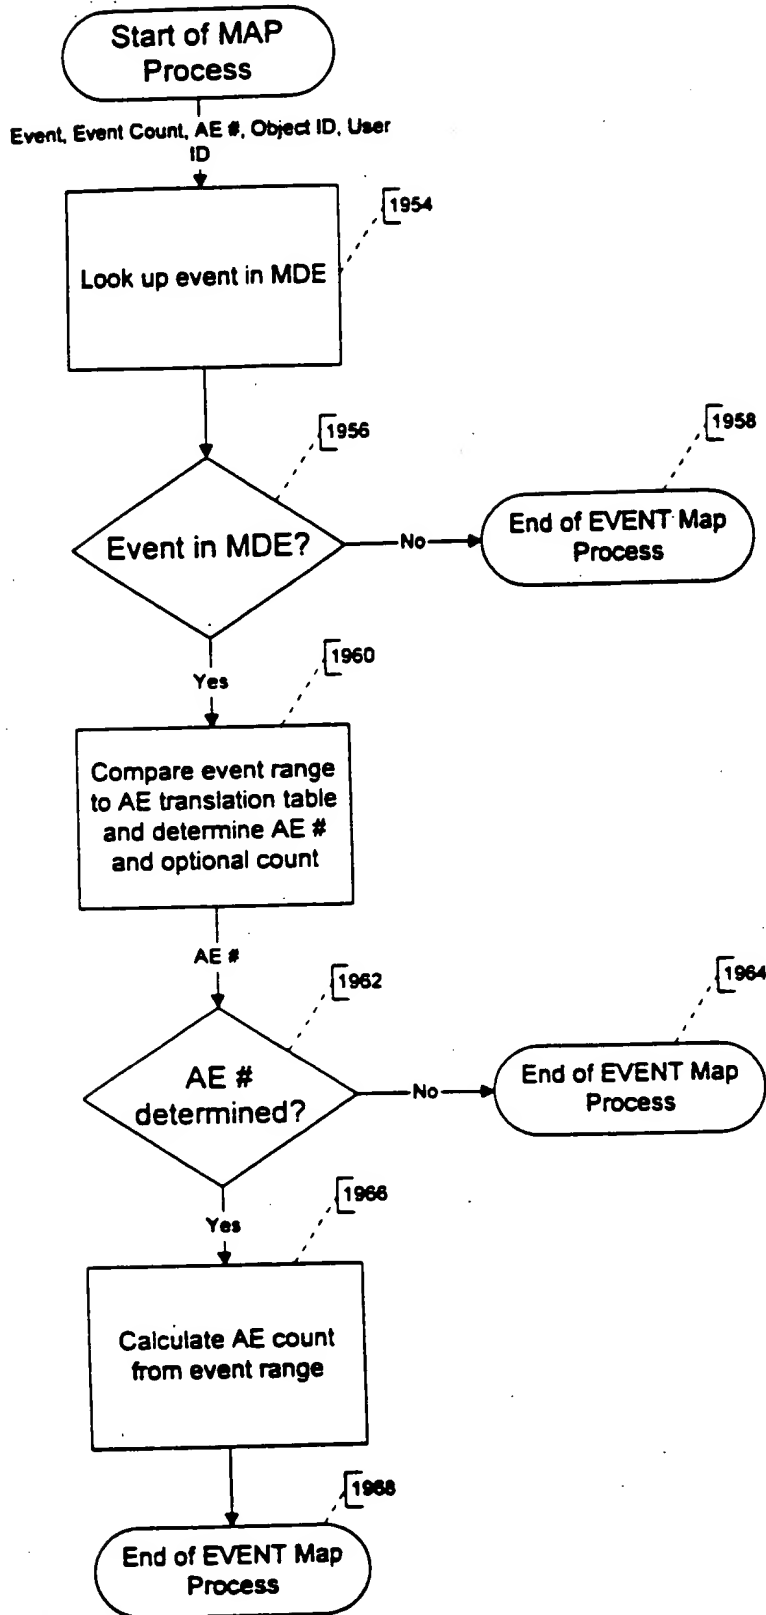 Start of MAP
Process
Event, Event Count, AE #, Object ID, User
ID
1954
Look up event in MDE
1956
1958
Event in MDE?
No
End of EVENT Map
Process
1960
Yes
Compare event range
to AE translation table
and determine AE #
and optional count
AE #
1962
1964
AE #
determined?
No
End of EVENT Map
Process
1966
Yes
Calculate AE count
from event range
1968
End of EVENT Map
Process